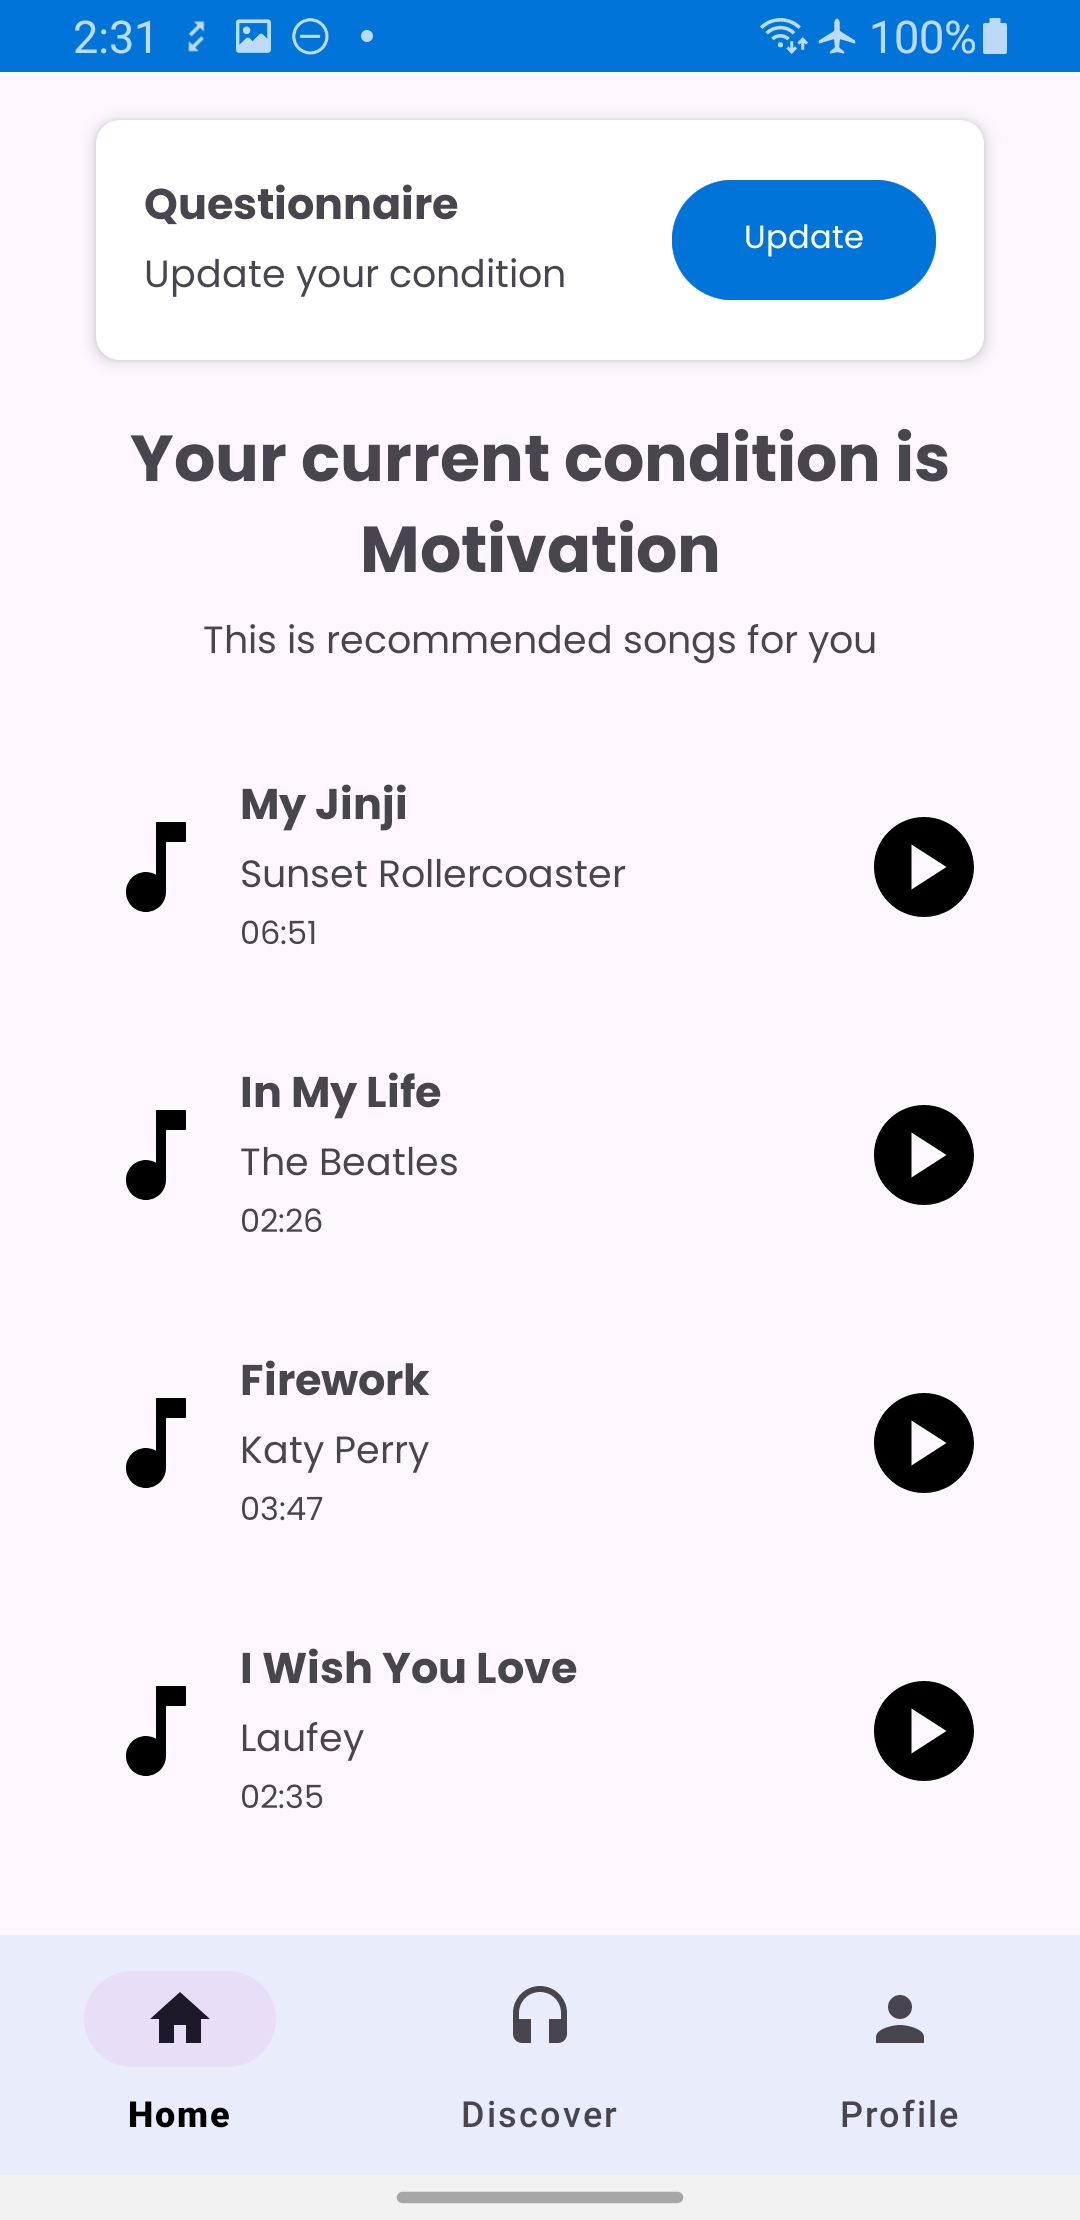 2:31
100%
Questionnaire
Update your condition
Update
Your current condition is
Motivation
This is recommended songs for you
My Jinji
Sunset Rollercoaster
06:51
In My Life
The Beatles
02:26
Firework
Katy Perry
03:47
I Wish You Love
Laufey
02:35
Home
Discover
Profile